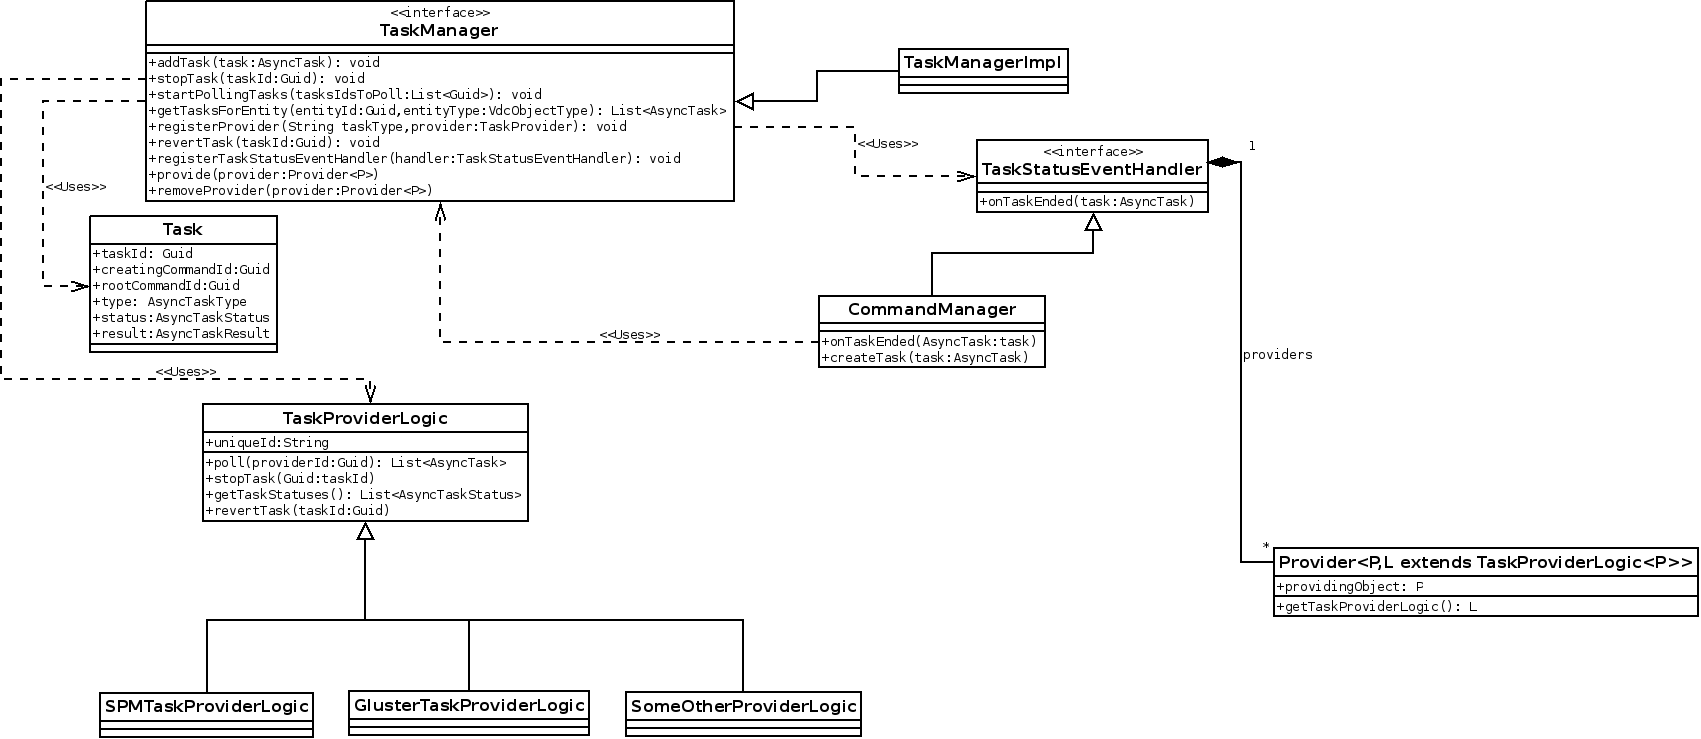 <<interface>>
TaskManager
+addTask(task:AsyncTask): void
+stopTask(taskId:Guid): void
+startPollingTasks(tasksIdsToPoll:List<Guid>): void
+getTasksForEntity(entityId:Guid,entityType:VdcObjectType): List<AsyncTask>
+registerProvider(String taskType,provider:TaskProvider): void
+revertTask(taskId:Guid): void
+registerTaskStatusEventHandler(handler:TaskStatusEventHandler): void
+provide(provider:Provider<P>)
+removeProvider(provider:Provider<P>)
TaskManagerImpl
<<Uses>>
<<interface>>
TaskStatusEventHandler
+onTaskEnded(task:AsyncTask)
1
<<Uses>>
Task
+taskId: Guid
+creatingCommandId:Guid
+rootCommandId:Guid
+type: AsyncTaskType
+status:AsyncTaskStatus
+result:AsyncTaskResult
CommandManager
+onTaskEnded(AsyncTask:task)
+createTask(task:AsyncTask)
<<Uses>>
providers
<<Uses>>
TaskProviderLogic
+uniqueId:String
+poll(providerId:Guid): List<AsyncTask>
+stopTask(Guid:taskId)
+getTaskStatuses(): List<AsyncTaskStatus>
+revertTask(taskId:Guid)
*
Provider<P,L extends TaskProviderLogic<P>>
+providingObject: P
+getTaskProviderLogic(): L
SPMTaskProviderLogic
GlusterTaskProviderLogic
SomeOtherProviderLogic